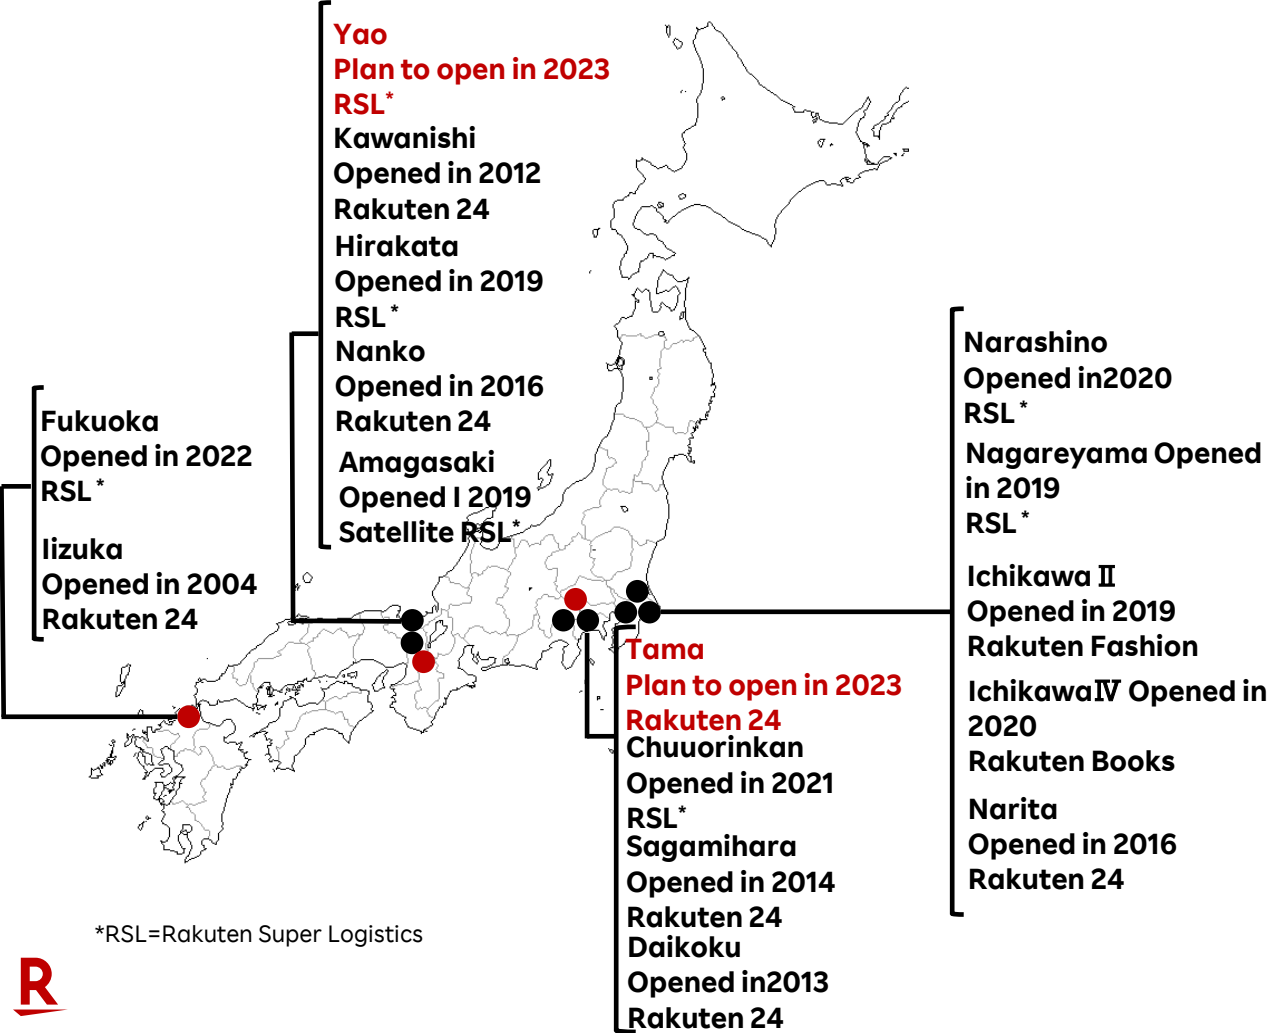 Yao
Plan to open in 2023
RSL*
Kawanishi
Opened in 2012
Rakuten 24
Hirakata
Opened in 2019
RSL*
Nanko
Opened in 2016
Rakuten 24
Amagasaki
Opened I 2019
Satellite RSL*
Fukuoka
Opened in 2022
RSL*
Iizuka
Opened in 2004
Rakuten 24
Narashino
Opened in2020
RSL*
Nagareyama Opened
in 2019
RSL*
Ichikawa Ⅱ
Opened in 2019
Rakuten Fashion
IchikawaⅣ Opened in
2020
Rakuten Books
Narita
Opened in 2016
Rakuten 24
Tama
Plan to open in 2023
Rakuten 24
Chuuorinkan
Opened in 2021
RSL*
Sagamihara
Opened in 2014
Rakuten 24
Daikoku
Opened in2013
Rakuten 24
*RSL=Rakuten Super Logistics
R